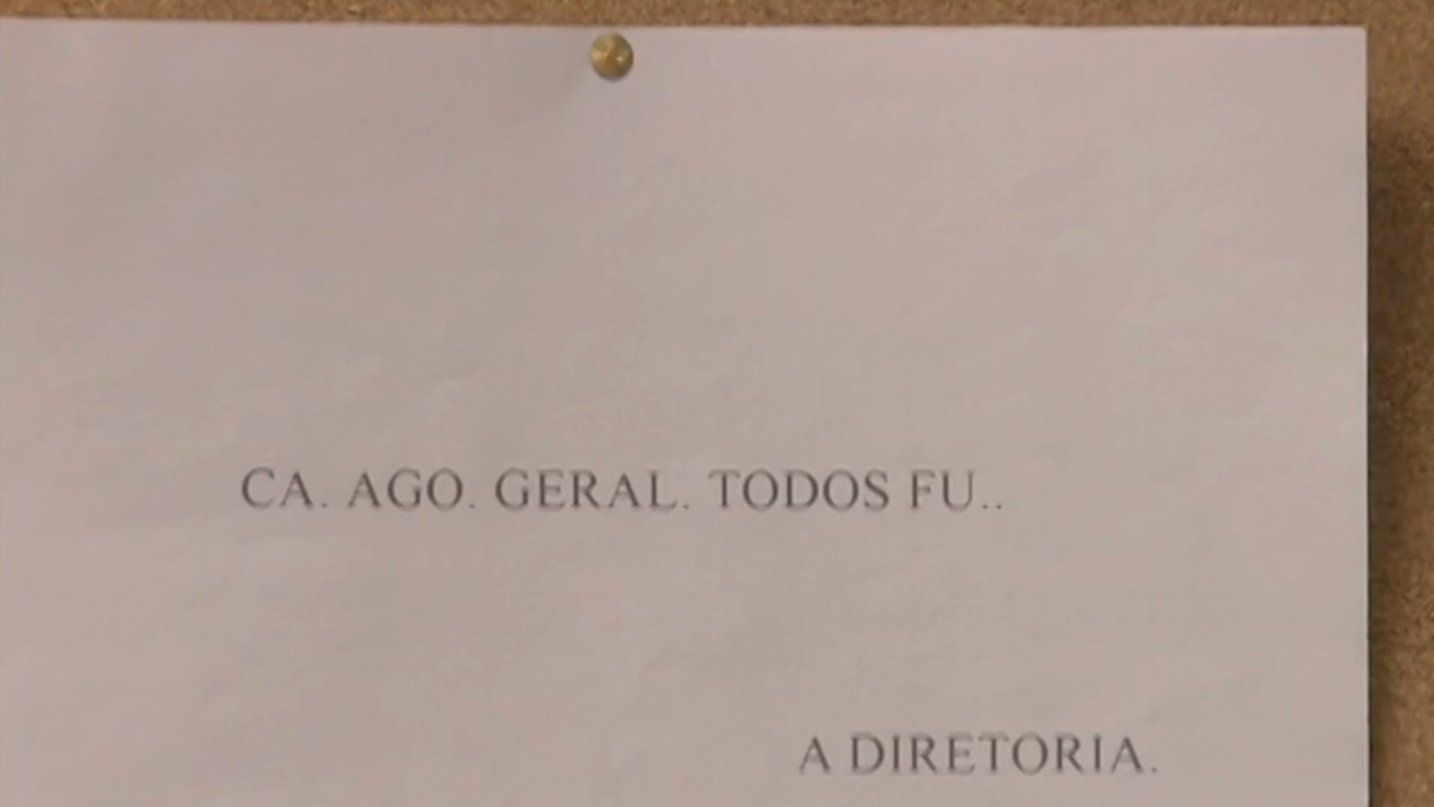 CA. AGO. GERAL. TODOS FU..
A DIRETORIA.